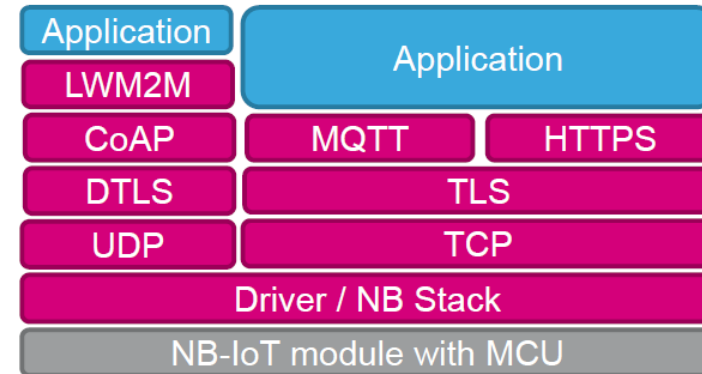 Application
Application
LWM2M
CoAP
MQTT
HTTPS
DTLS
TLS
UDP
TCP
Driver / NB Stack
NB-IoT module with MCU